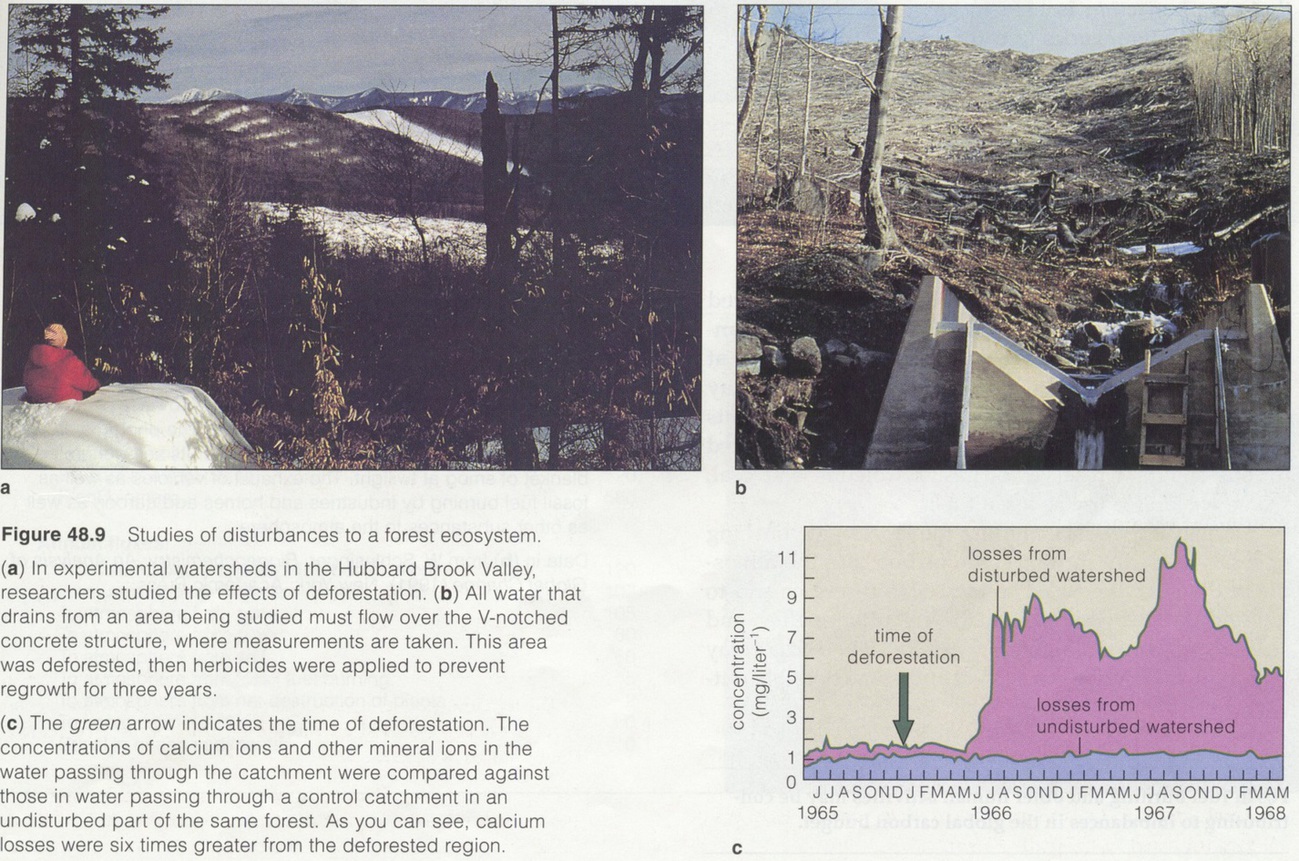 a
b
Figure 48.9 Studies of disturbances to a forest ecosystem.
(a) In experimental watersheds in the Hubbard Brook Valley,
researchers studied the effects of deforestation. (b) All water that
drains from an area being studied must flow over the V-notched
concrete structure, where measurements are taken. This area
was deforested, then herbicides were applied to prevent
regrowth for three years.
(c) The green arrow indicates the time of deforestation. The
concentrations of calcium ions and other mineral ions in the
water passing through the catchment were compared against
those in water passing through a control catchment in an
undisturbed part of the same forest. As you can see, calcium
losses were six times greater from the deforested region.
losses from
disturbed watershed
time of
deforestation
losses from
undisturbed watershed
concentration
(mg/liter⁻¹)
11
9
7
5
3
1
0
J J A S O N D J F M A M J J A S O N D J F M A M J J A S O N D J F M A M
1965 1966 1967 1968
c